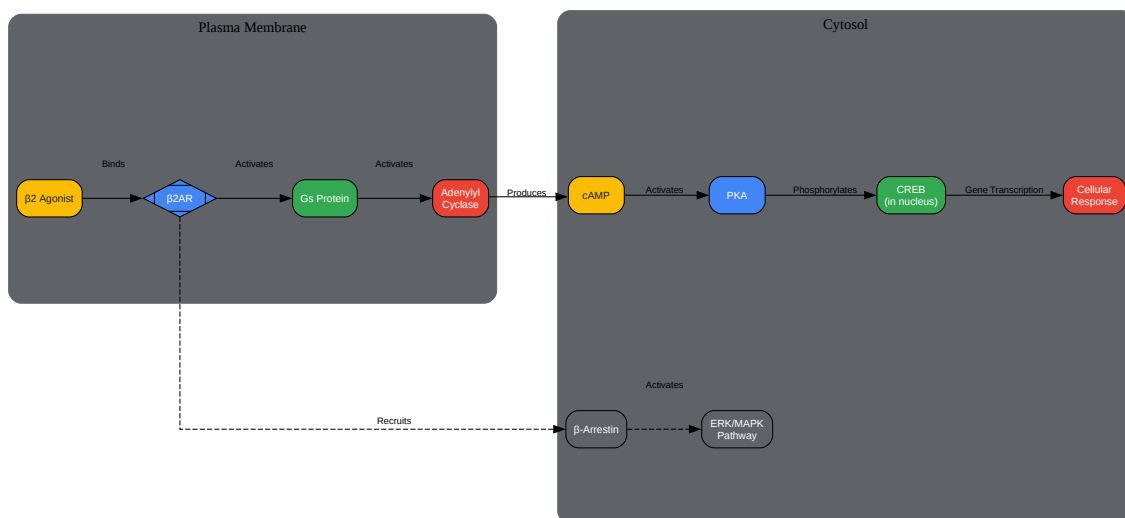 Plasma Membrane
Cytosol
Binds
Activates
Activates
β2 Agonist
β2AR
Gs Protein
Adenylyl
Cyclase
Produces
cAMP
Activates
PKA
Phosphorylates
CREB
(in nucleus)
Gene Transcription
Cellular
Response
Activates
Recruits
β-Arrestin
ERK/MAPK
Pathway